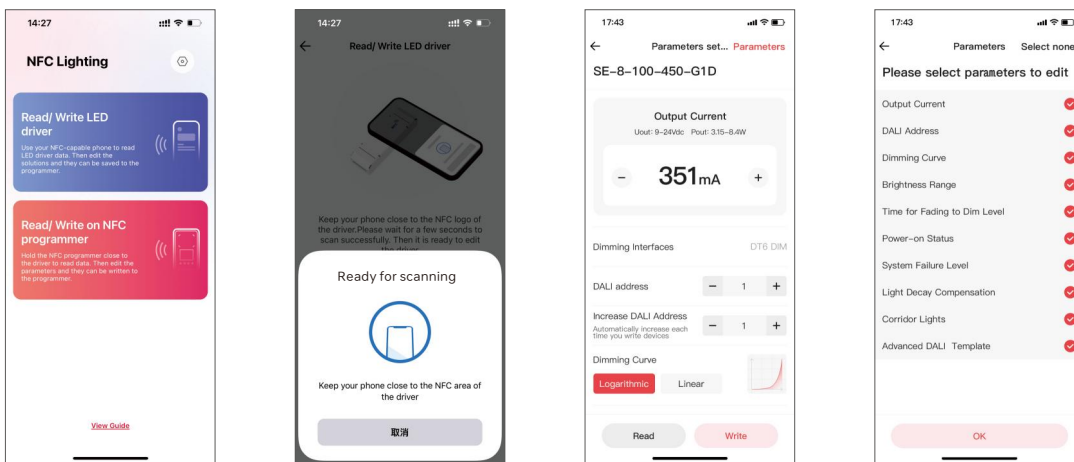 14:27
NFC Lighting
Read/ Write LED
driver
Use your NFC-capable phone to read
LED driver data. Then edit the
solutions and they can be saved to the
programmer.
Read/ Write on NFC
programmer
Hold the NFC programmer close to
the driver to read data. Then edit the
parameters and they can be written to
the programmer.
View Guide
14:27
Read/ Write LED driver
Keep your phone close to the NFC logo of
the driver.Please wait for a few seconds to
scan successfully. Then it is ready to edit
the driver
Ready for scanning
Keep your phone close to the NFC area of
the driver
取消
17:43
Parameters set... Parameters
SE-8-100-450-G1D
Output Current
Uout: 9-24Vdc Pout: 3.15-8.4W
- 351mA +
Dimming Interfaces DT6 DIM
DALI address - 1 +
Increase DALI Address
Automatically increase each
time you write devices
- 1 +
Dimming Curve
Logarithmic Linear
Read Write
17:43
Parameters Select none
Please select parameters to edit
Output Current
DALI Address
Dimming Curve
Brightness Range
Time for Fading to Dim Level
Power-on Status
System Failure Level
Light Decay Compensation
Corridor Lights
Advanced DALI Template
OK